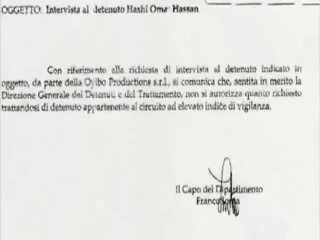 OGGETTO: Intervista al detenuto Hashi Omar Hassan
Con riferimento alla richiesta di intervista al detenuto indicato in
oggetto, da parte della Oyibo Productions s.r.l., si comunica che, sentita in merito la
Direzione Generale dei Detenuti e del Trattamento, non si autorizza quanto richiesto
trattandosi di detenuto appartenente al circuito ad elevato indice di vigilanza.
Il Capo del Dipartimento
Franco